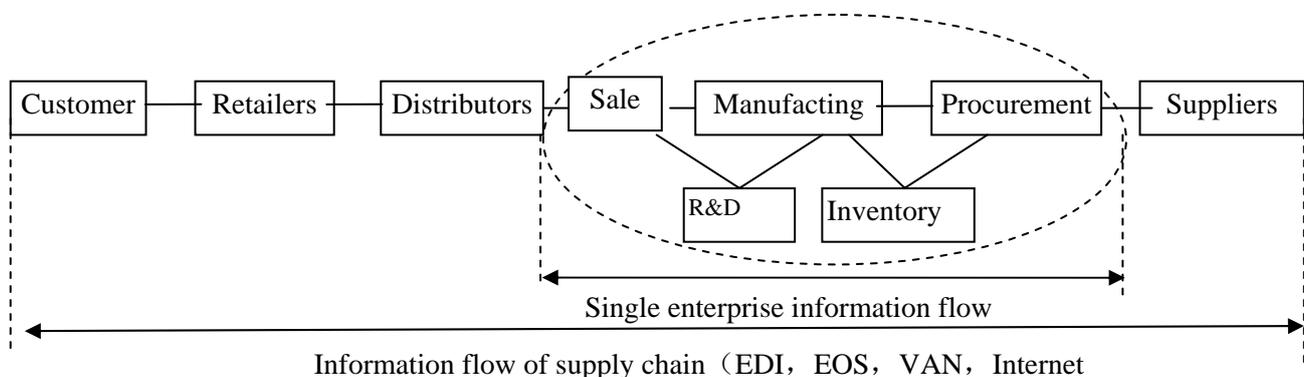 Customer
Retailers
Distributors
Sale
Manufacting
Procurement
Suppliers
R&D
Inventory
Single enterprise information flow
Information flow of supply chain（EDI，EOS，VAN，Internet